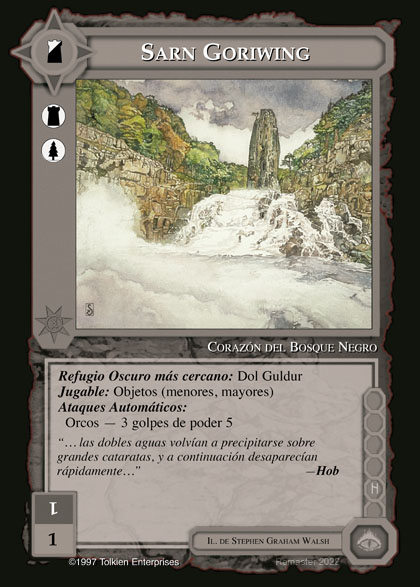 Sarn Goriwing
Corazón del Bosque Negro
Refugio Oscuro más cercano: Dol Guldur
Jugable: Objetos (menores, mayores)
Ataques Automáticos:
Orcos — 3 golpes de poder 5
“… las dobles aguas volvían a precipitarse sobre
grandes cataratas, y a continuación desaparecían
rápidamente…” —Hob
H
1
1
Il. de Stephen Graham Walsh
©1997 Tolkien Enterprises
Remaster 2022